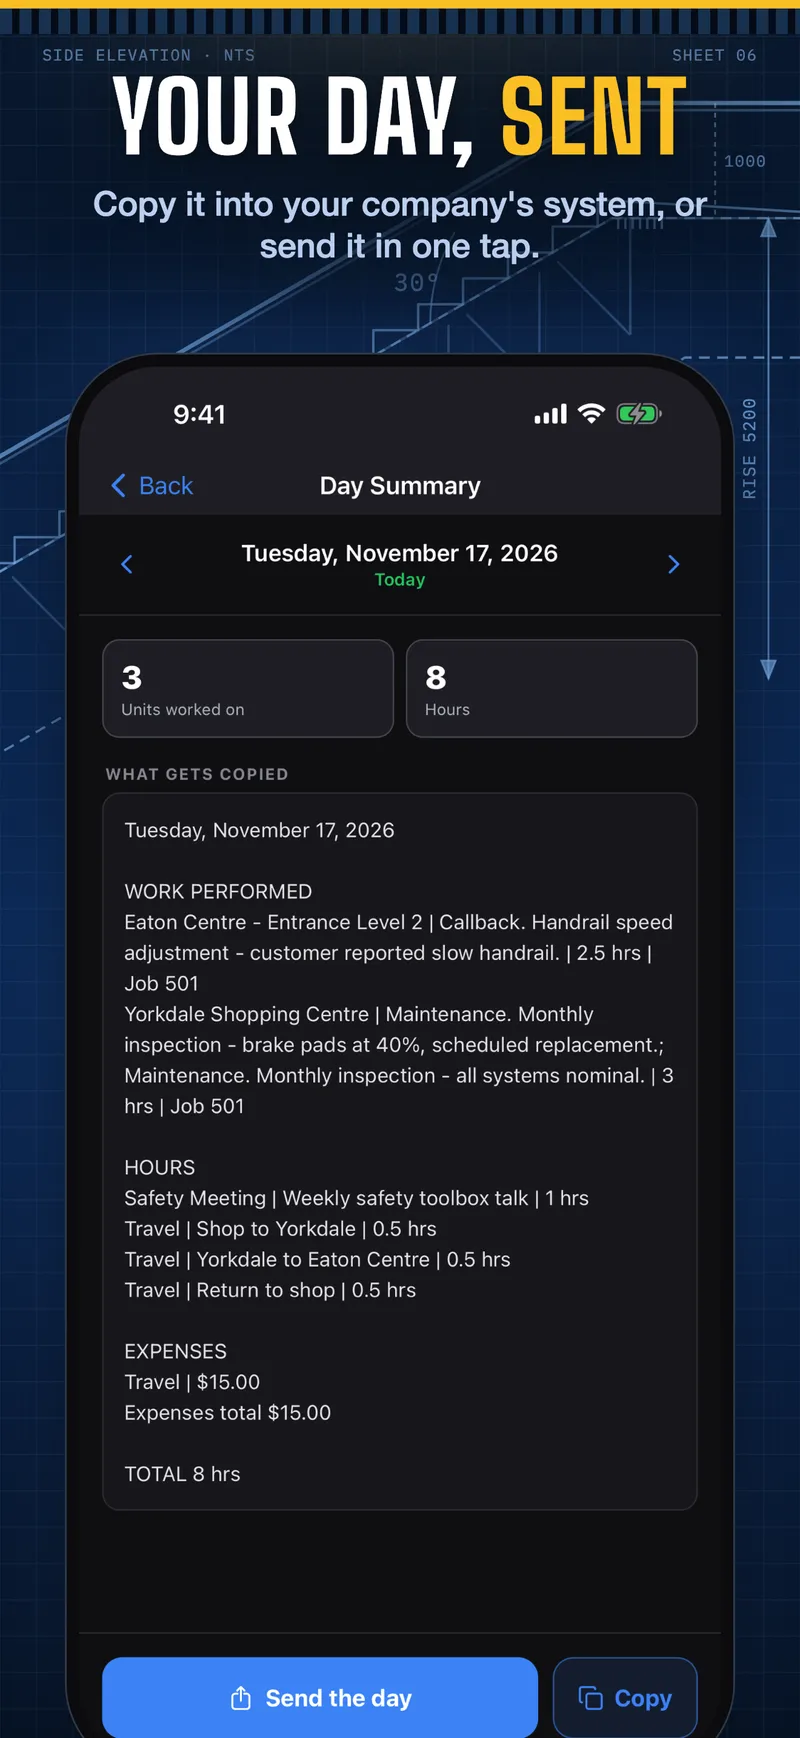 SIDE ELEVATION · NTS
SHEET 06
YOUR DAY, SENT
1000
Copy it into your company's system, or
send it in one tap.
30°
RISE 5200
9:41
Back
Day Summary
Tuesday, November 17, 2026
Today
3
Units worked on
8
Hours
WHAT GETS COPIED
Tuesday, November 17, 2026
WORK PERFORMED
Eaton Centre - Entrance Level 2 | Callback. Handrail speed
adjustment - customer reported slow handrail. | 2.5 hrs |
Job 501
Yorkdale Shopping Centre | Maintenance. Monthly
inspection - brake pads at 40%, scheduled replacement.;
Maintenance. Monthly inspection - all systems nominal. | 3
hrs | Job 501
HOURS
Safety Meeting | Weekly safety toolbox talk | 1 hrs
Travel | Shop to Yorkdale | 0.5 hrs
Travel | Yorkdale to Eaton Centre | 0.5 hrs
Travel | Return to shop | 0.5 hrs
EXPENSES
Travel | $15.00
Expenses total $15.00
TOTAL 8 hrs
Send the day
Copy